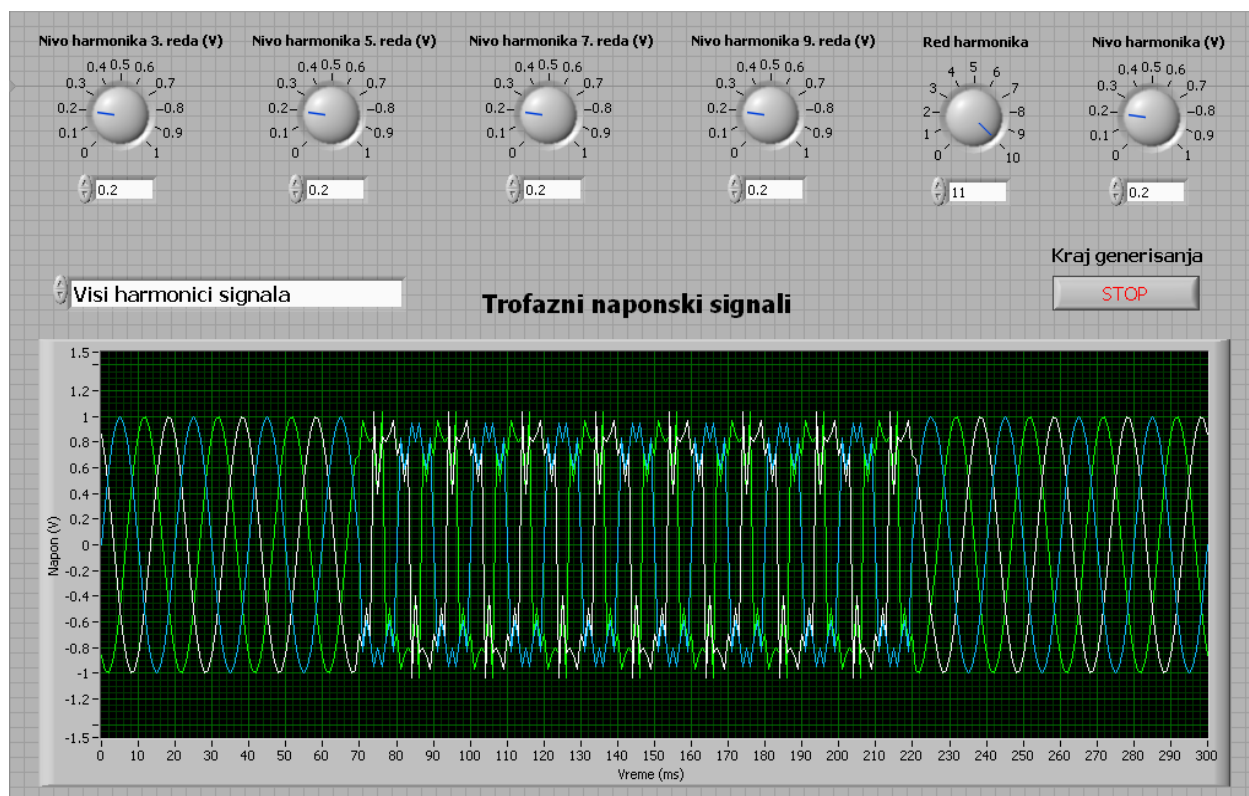 Nivo harmonika 3. reda (V) Nivo harmonika 5. reda (V) Nivo harmonika 7. reda (V) Nivo harmonika 9. reda (V) Red harmonika Nivo harmonika (V)
0 0.1 0.2 0.3 0.4 0.5 0.6 0.7 0.8 0.9 1
0 0.1 0.2 0.3 0.4 0.5 0.6 0.7 0.8 0.9 1
0 0.1 0.2 0.3 0.4 0.5 0.6 0.7 0.8 0.9 1
0 0.1 0.2 0.3 0.4 0.5 0.6 0.7 0.8 0.9 1
0 1 2 3 4 5 6 7 8 9 10
0 0.1 0.2 0.3 0.4 0.5 0.6 0.7 0.8 0.9 1
0.2 0.2 0.2 0.2 11 0.2
Kraj generisanja
STOP
Visi harmonici signala
Trofazni naponski signali
Napon (V)
1.5
1.2
1
0.8
0.6
0.4
0.2
0
-0.2
-0.4
-0.6
-0.8
-1
-1.2
-1.5
0 10 20 30 40 50 60 70 80 90 100 110 120 130 140 150 160 170 180 190 200 210 220 230 240 250 260 270 280 290 300
Vreme (ms)